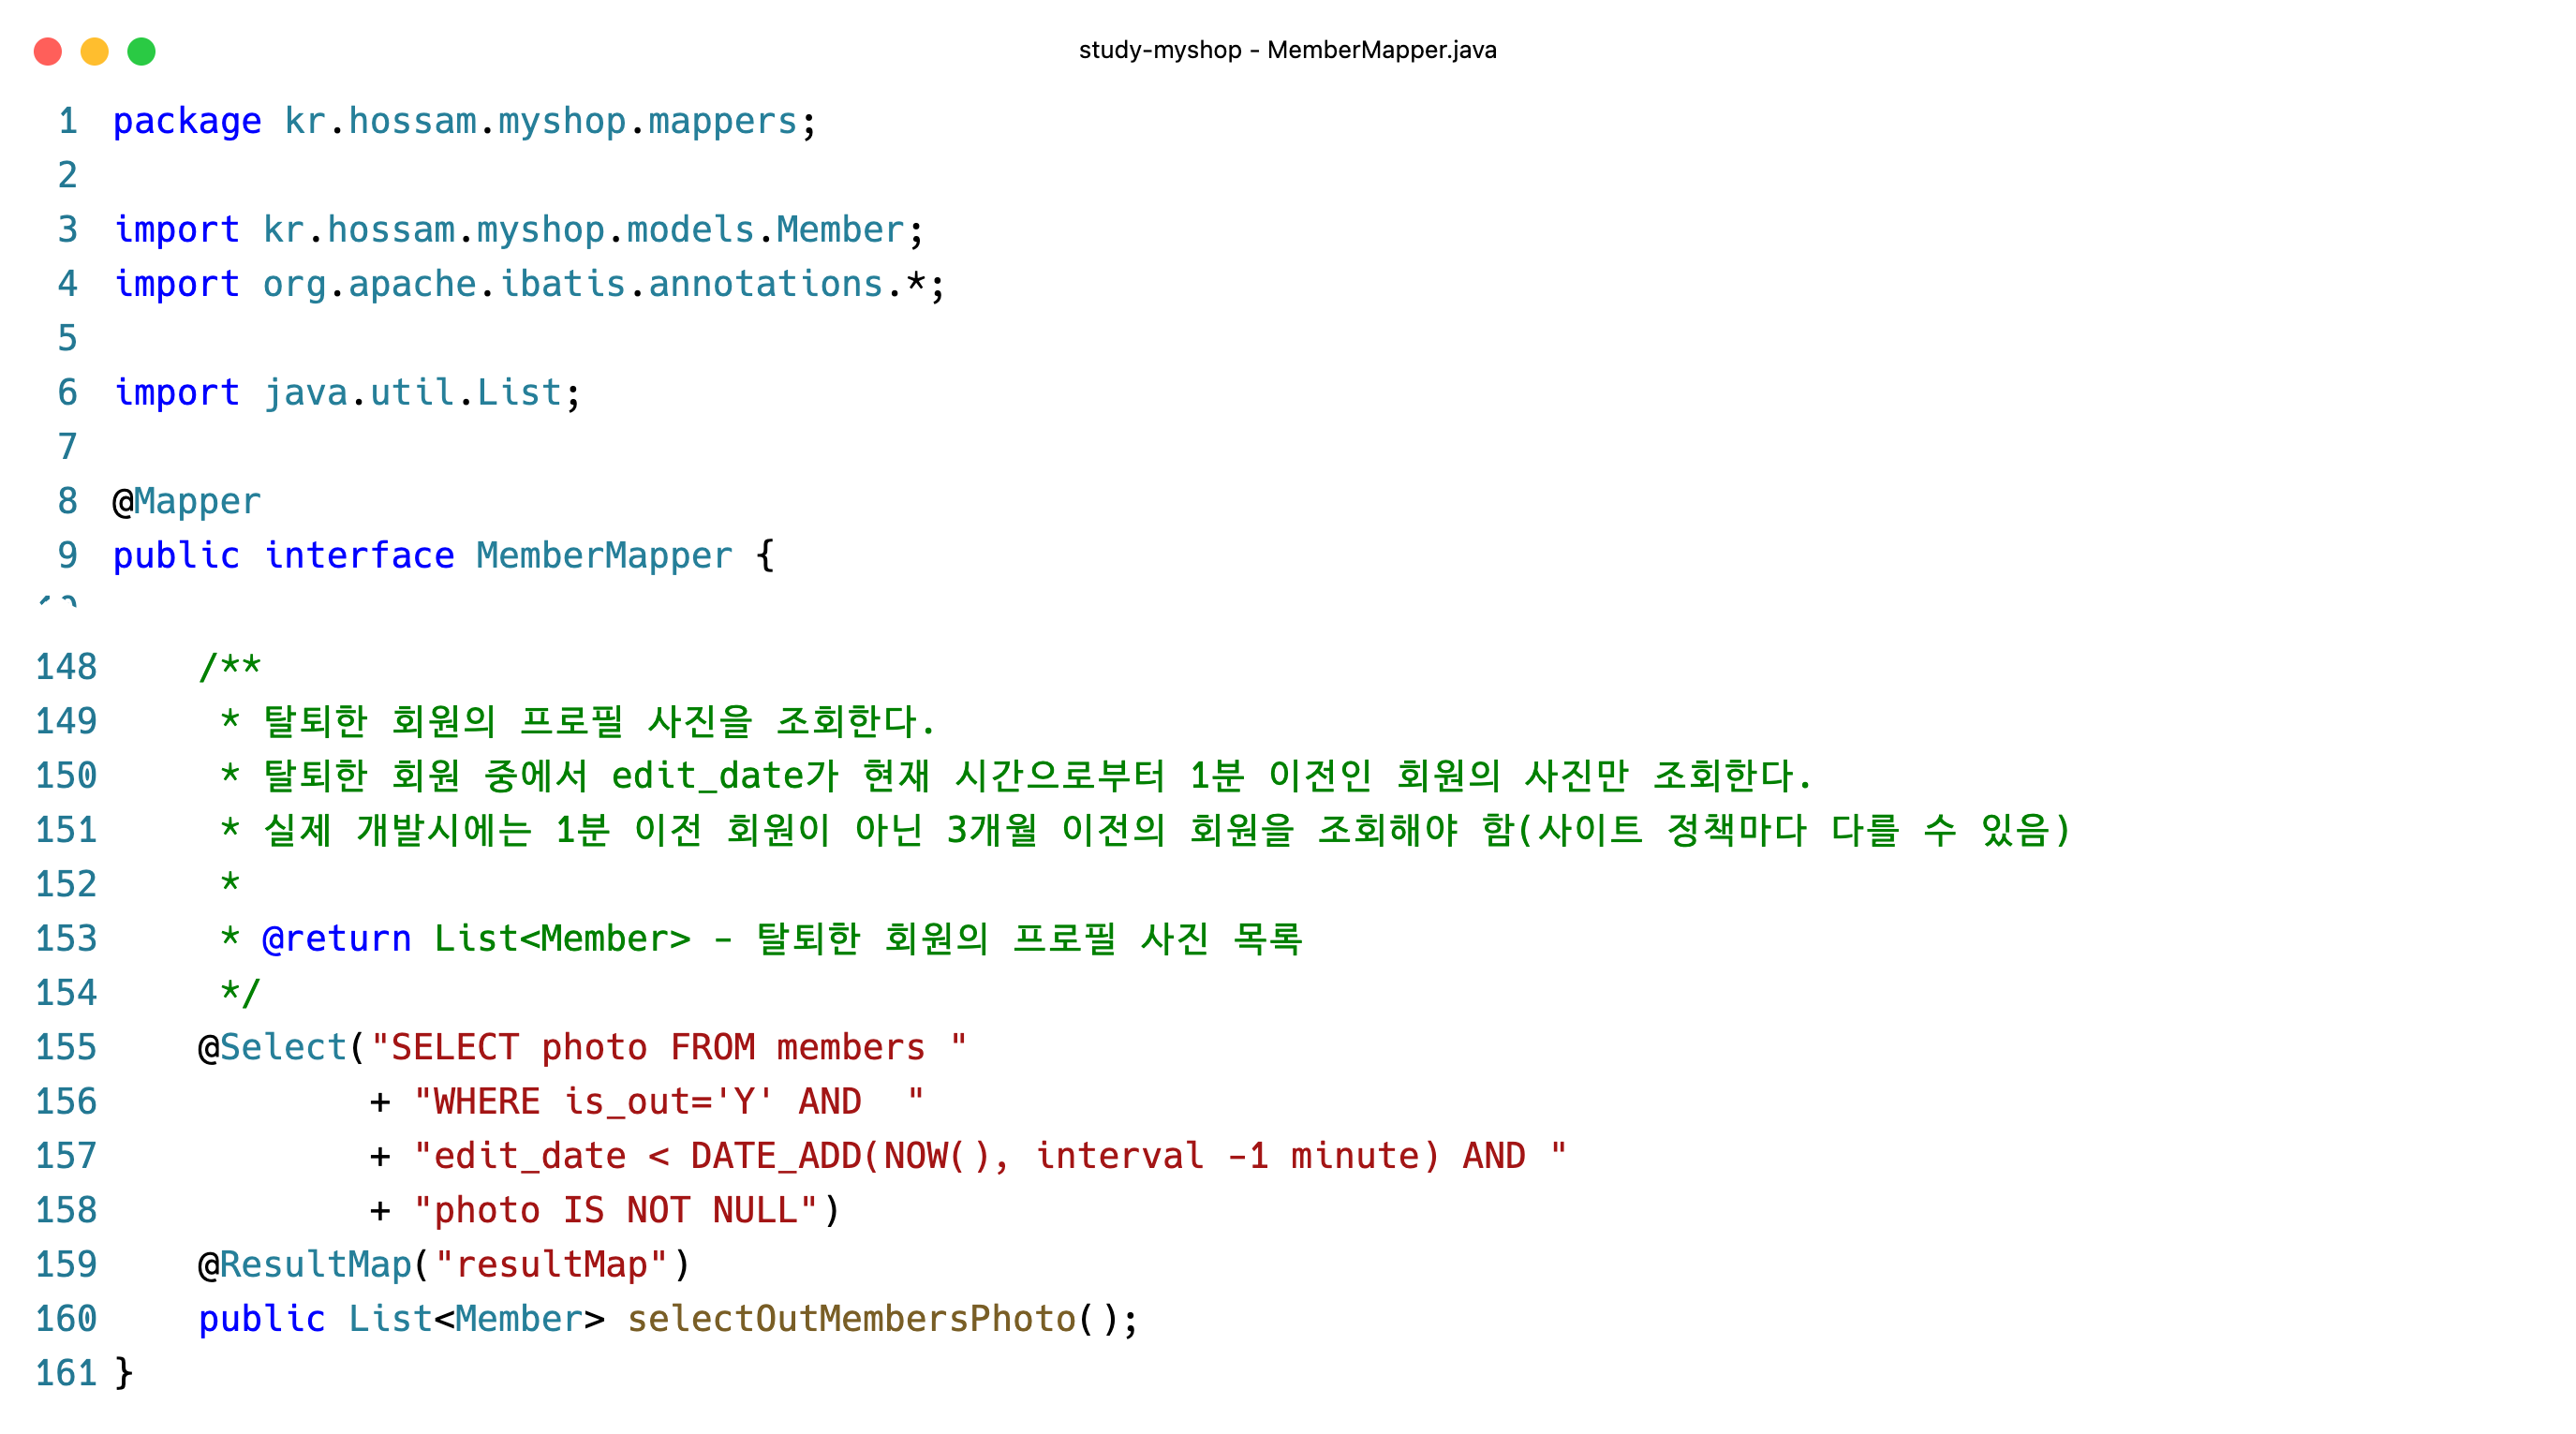 study-myshop - MemberMapper.java
1 package kr.hossam.myshop.mappers;
2
3 import kr.hossam.myshop.models.Member;
4 import org.apache.ibatis.annotations.*;
5
6 import java.util.List;
7
8 @Mapper
9 public interface MemberMapper {
148     /**
149      * 탈퇴한 회원의 프로필 사진을 조회한다.
150      * 탈퇴한 회원 중에서 edit_date가 현재 시간으로부터 1분 이전인 회원의 사진만 조회한다.
151      * 실제 개발시에는 1분 이전 회원이 아닌 3개월 이전의 회원을 조회해야 함(사이트 정책마다 다를 수 있음)
152      *
153      * @return List<Member> - 탈퇴한 회원의 프로필 사진 목록
154      */
155     @Select("SELECT photo FROM members "
156             + "WHERE is_out='Y' AND  "
157             + "edit_date < DATE_ADD(NOW(), interval -1 minute) AND "
158             + "photo IS NOT NULL")
159     @ResultMap("resultMap")
160     public List<Member> selectOutMembersPhoto();
161 }